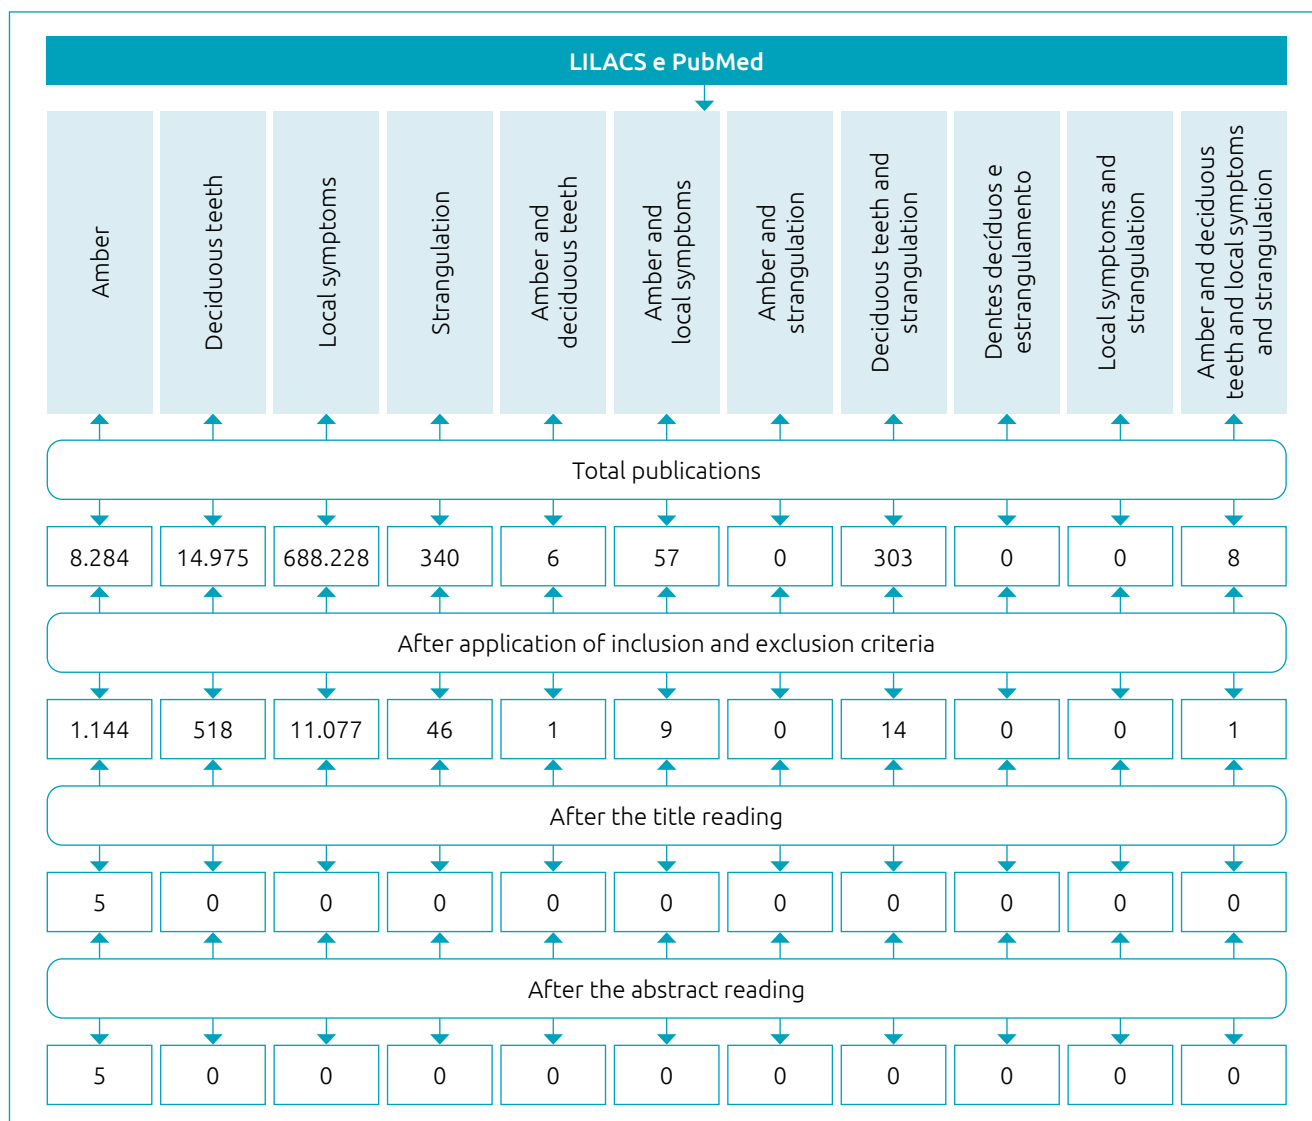 LILACS e PubMed
Amber
Deciduous teeth
Local symptoms
Strangulation
Amber and
deciduous teeth
Amber and
local symptoms
Amber and
strangulation
Deciduous teeth and
strangulation
Dentes decíduos e
estrangulamento
Local symptoms and
strangulation
Amber and deciduous
teeth and local symptoms
and strangulation
Total publications
8.284 14.975 688.228 340 6 57 0 303 0 0 8
After application of inclusion and exclusion criteria
1.144 518 11.077 46 1 9 0 14 0 0 1
After the title reading
5 0 0 0 0 0 0 0 0 0 0
After the abstract reading
5 0 0 0 0 0 0 0 0 0 0